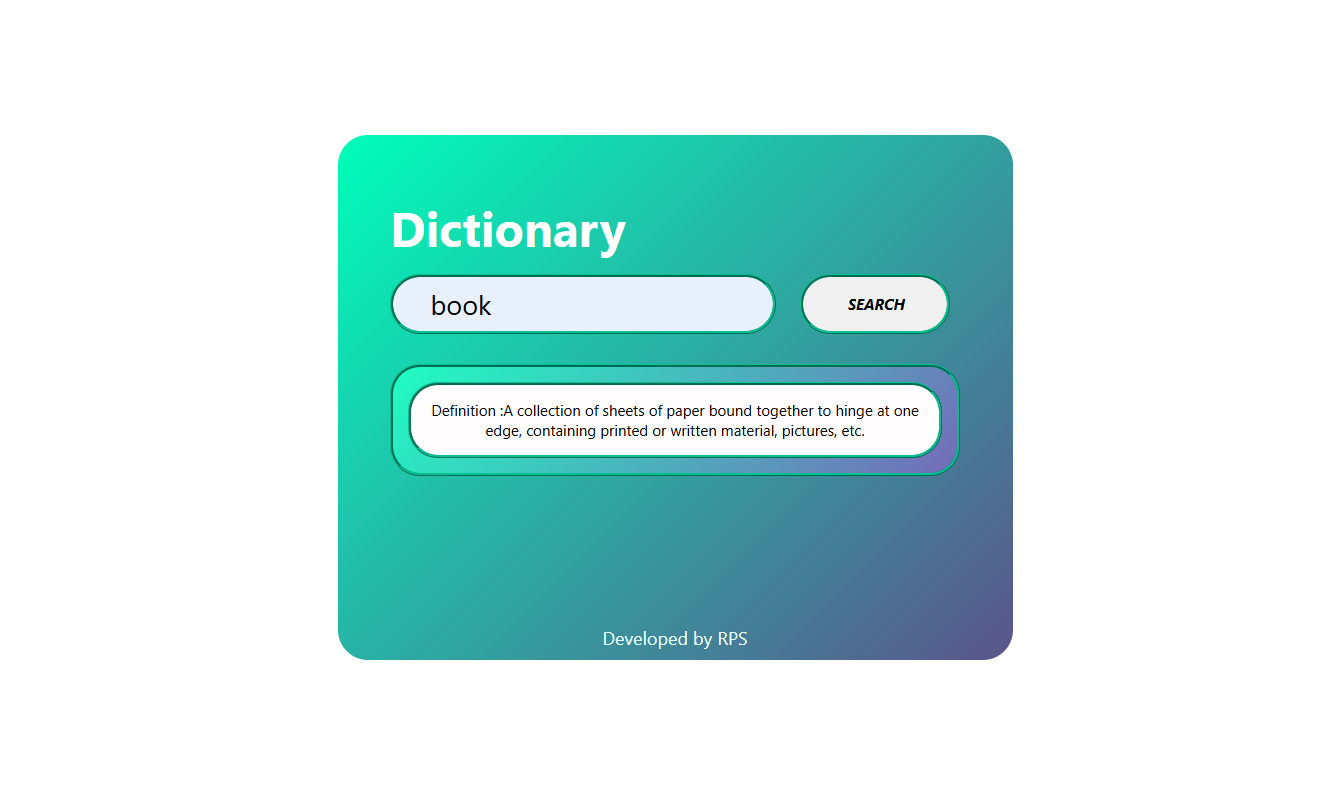 Dictionary
book
SEARCH
Definition :A collection of sheets of paper bound together to hinge at one
edge, containing printed or written material, pictures, etc.
Developed by RPS